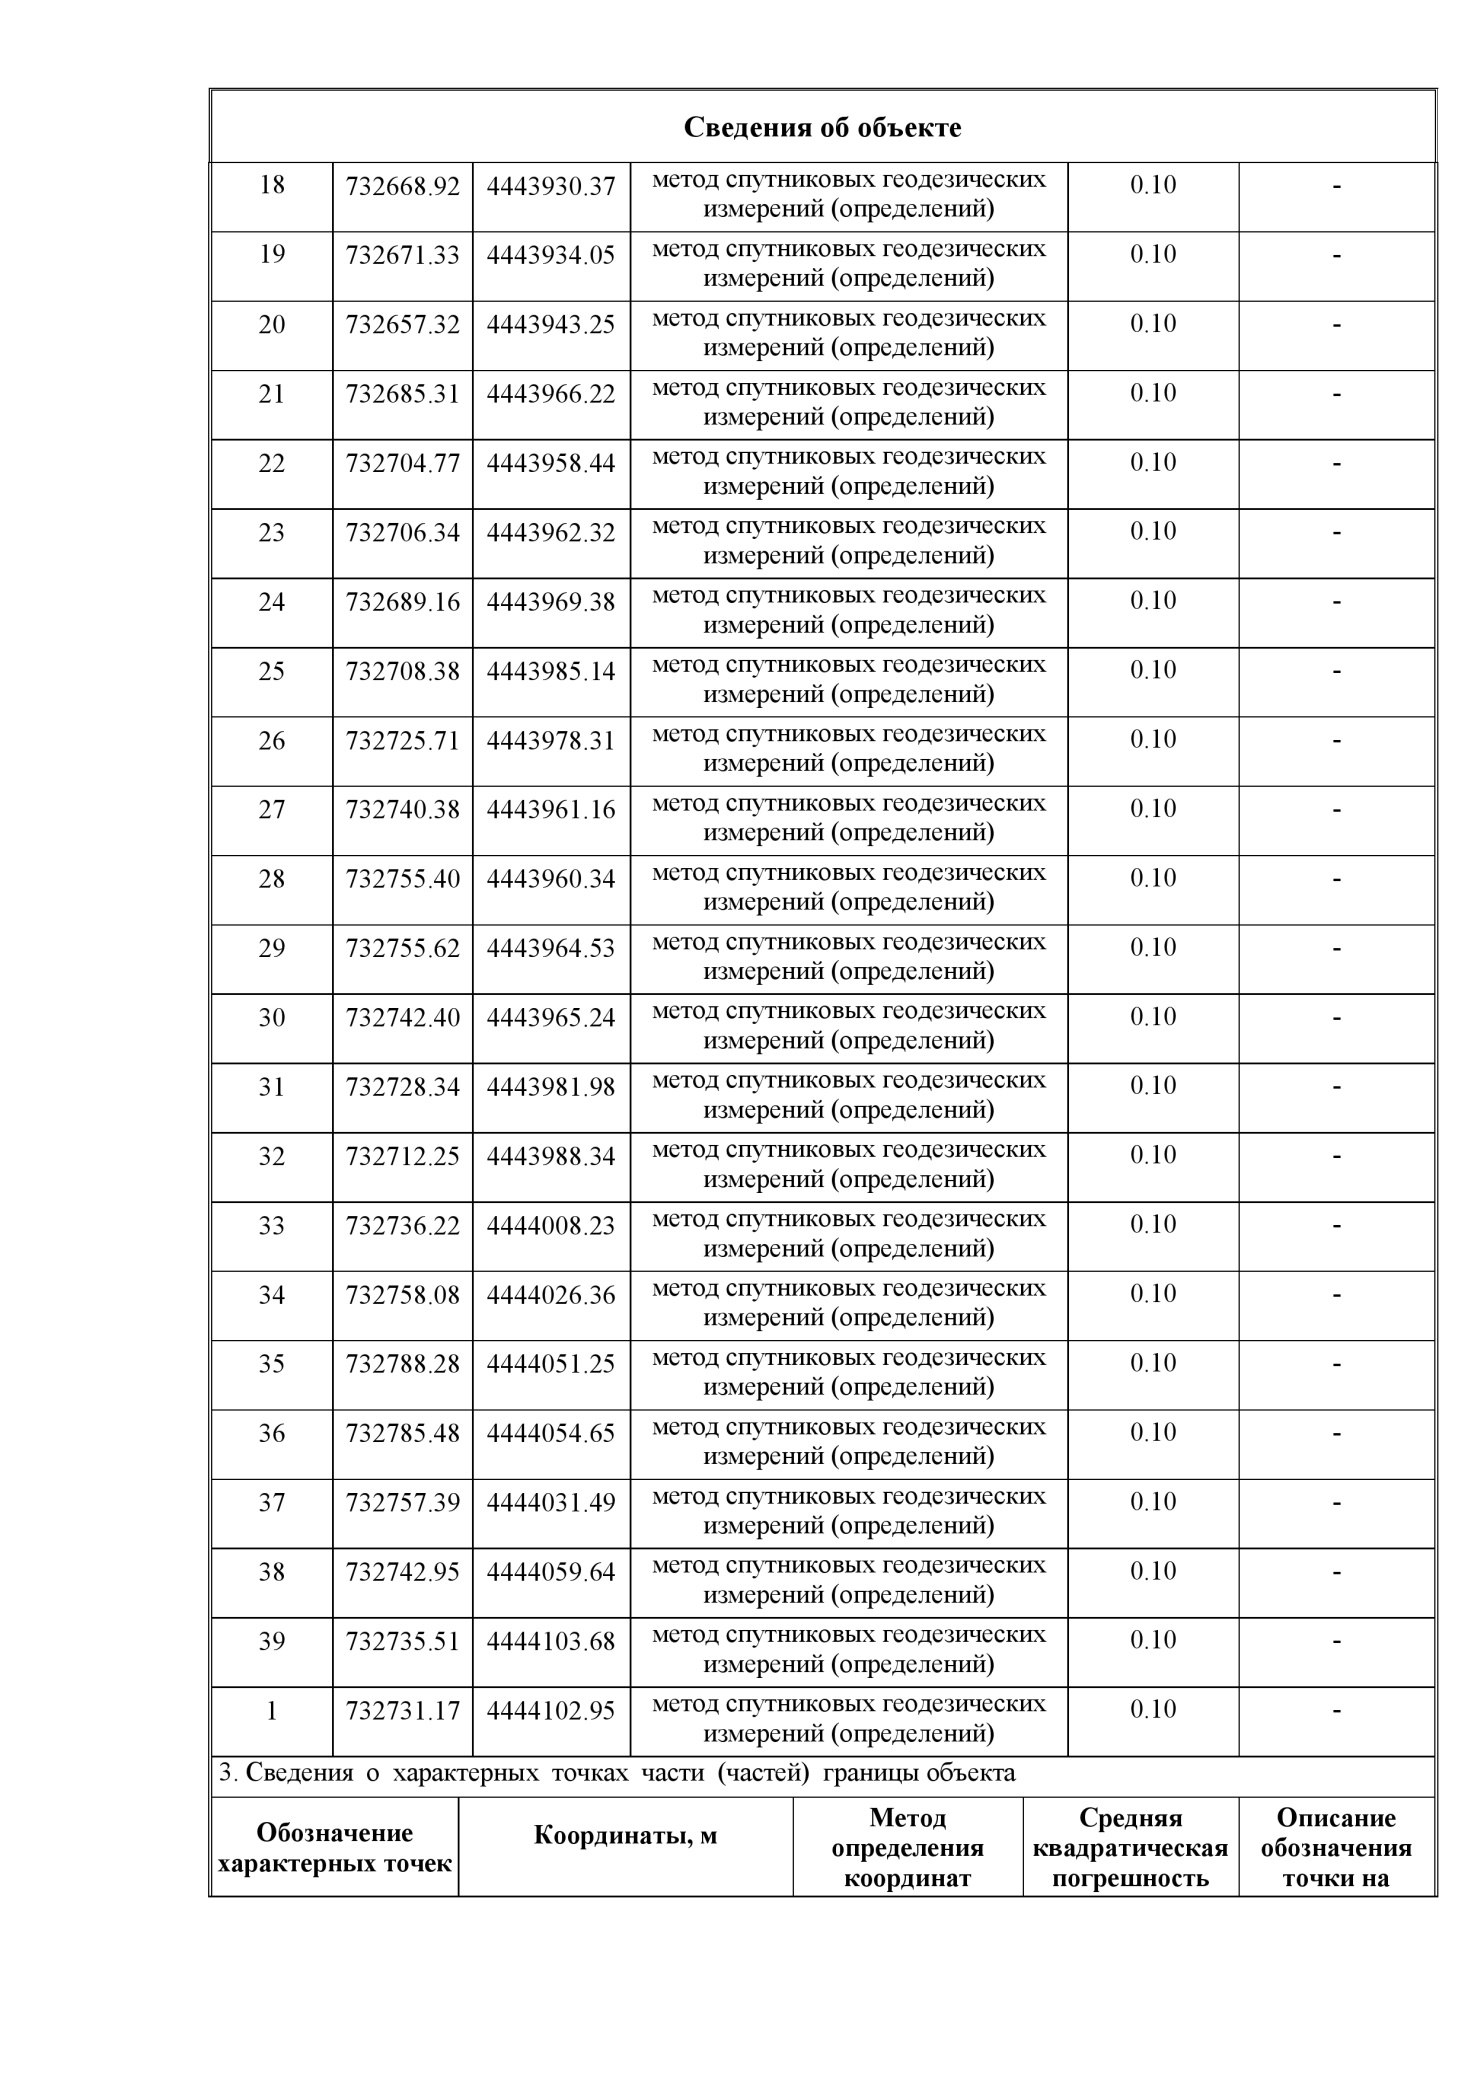 Сведения об объекте
18 732668.92 4443930.37 метод спутниковых геодезических измерений (определений) 0.10 -
19 732671.33 4443934.05 метод спутниковых геодезических измерений (определений) 0.10 -
20 732657.32 4443943.25 метод спутниковых геодезических измерений (определений) 0.10 -
21 732685.31 4443966.22 метод спутниковых геодезических измерений (определений) 0.10 -
22 732704.77 4443958.44 метод спутниковых геодезических измерений (определений) 0.10 -
23 732706.34 4443962.32 метод спутниковых геодезических измерений (определений) 0.10 -
24 732689.16 4443969.38 метод спутниковых геодезических измерений (определений) 0.10 -
25 732708.38 4443985.14 метод спутниковых геодезических измерений (определений) 0.10 -
26 732725.71 4443978.31 метод спутниковых геодезических измерений (определений) 0.10 -
27 732740.38 4443961.16 метод спутниковых геодезических измерений (определений) 0.10 -
28 732755.40 4443960.34 метод спутниковых геодезических измерений (определений) 0.10 -
29 732755.62 4443964.53 метод спутниковых геодезических измерений (определений) 0.10 -
30 732742.40 4443965.24 метод спутниковых геодезических измерений (определений) 0.10 -
31 732728.34 4443981.98 метод спутниковых геодезических измерений (определений) 0.10 -
32 732712.25 4443988.34 метод спутниковых геодезических измерений (определений) 0.10 -
33 732736.22 4444008.23 метод спутниковых геодезических измерений (определений) 0.10 -
34 732758.08 4444026.36 метод спутниковых геодезических измерений (определений) 0.10 -
35 732788.28 4444051.25 метод спутниковых геодезических измерений (определений) 0.10 -
36 732785.48 4444054.65 метод спутниковых геодезических измерений (определений) 0.10 -
37 732757.39 4444031.49 метод спутниковых геодезических измерений (определений) 0.10 -
38 732742.95 4444059.64 метод спутниковых геодезических измерений (определений) 0.10 -
39 732735.51 4444103.68 метод спутниковых геодезических измерений (определений) 0.10 -
1 732731.17 4444102.95 метод спутниковых геодезических измерений (определений) 0.10 -
3. Сведения о характерных точках части (частей) границы объекта
Обозначение
характерных точек
Координаты, м
Метод
определения
координат
Средняя
квадратическая
погрешность
Описание
обозначения
точки на